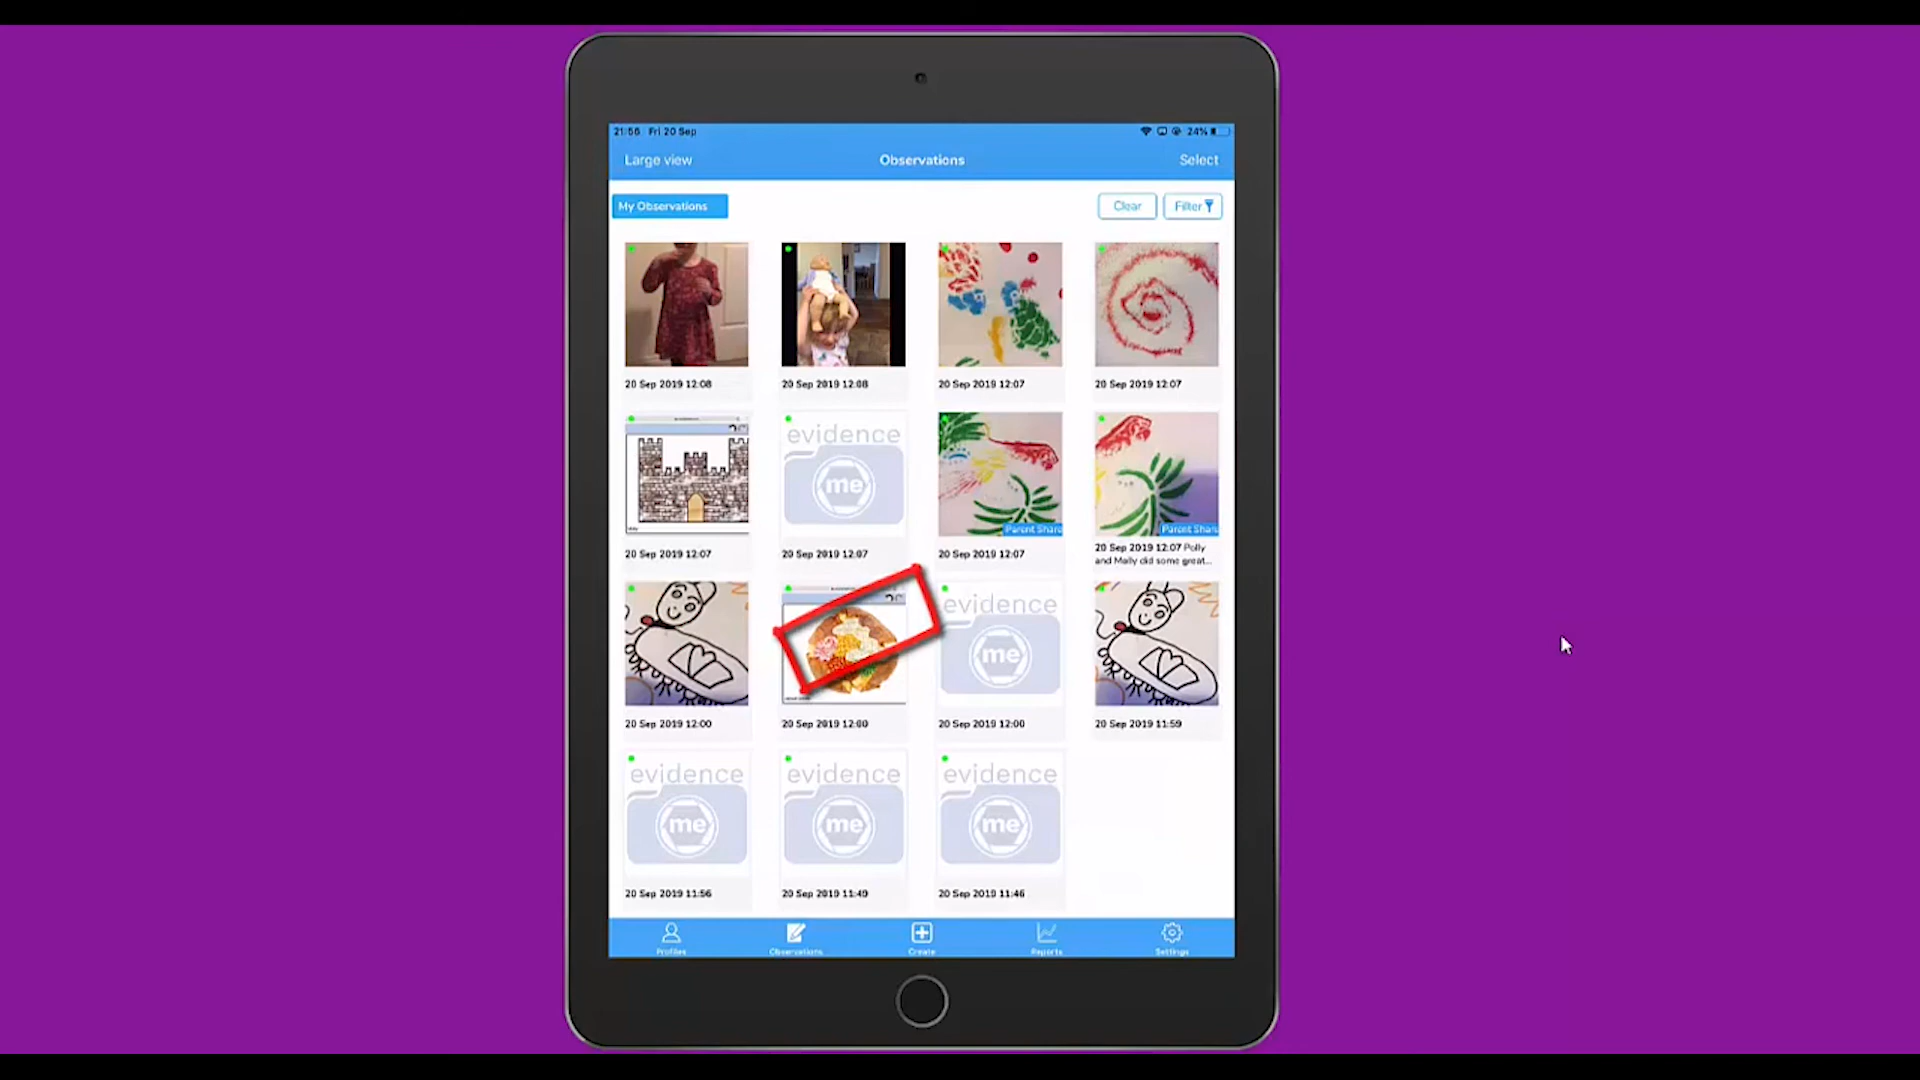 21:56 Fri 20 Sep
24%
Large view
Observations
Select
My Observations
Clear
Filter
20 Sep 2019 12:08
20 Sep 2019 12:08
20 Sep 2019 12:07
20 Sep 2019 12:07
evidence
me
Parent Share
Parent Share
20 Sep 2019 12:07
20 Sep 2019 12:07
20 Sep 2019 12:07
20 Sep 2019 12:07 Polly
and Molly did some great...
evidence
me
20 Sep 2019 12:00
20 Sep 2019 12:00
20 Sep 2019 12:00
20 Sep 2019 11:59
evidence
me
evidence
me
evidence
me
20 Sep 2019 11:56
20 Sep 2019 11:49
20 Sep 2019 11:46
Profiles
Observations
Create
Reports
Settings